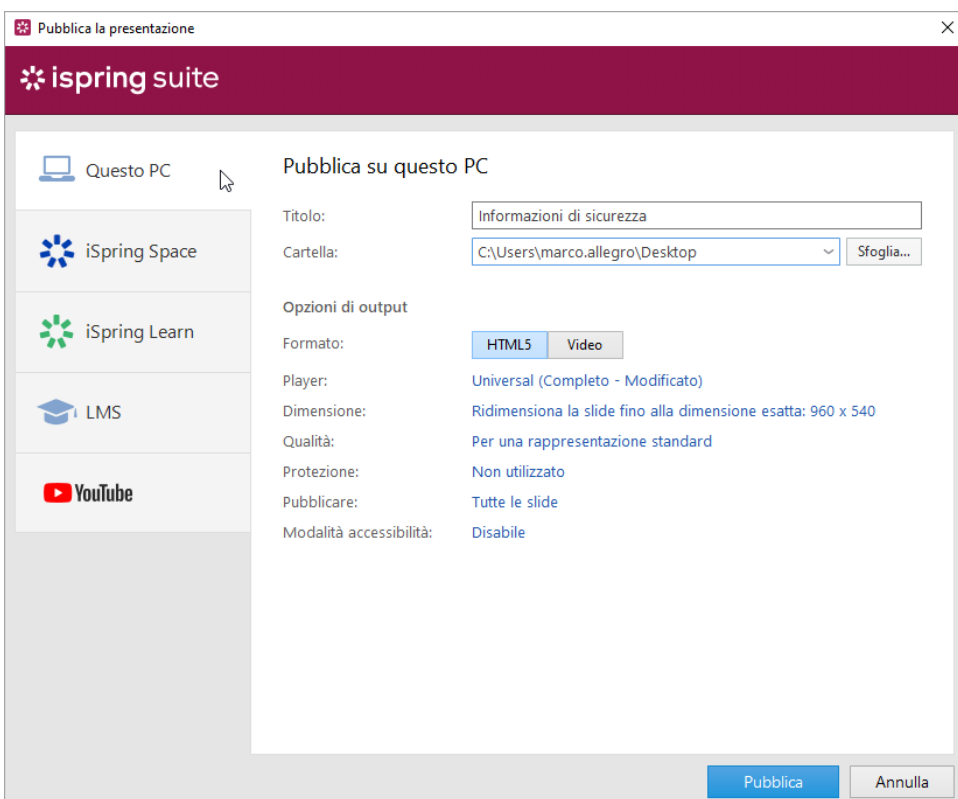 Pubblica la presentazione
ispring suite
Questo PC
iSpring Space
iSpring Learn
LMS
YouTube
Pubblica su questo PC
Titolo: Informazioni di sicurezza
Cartella: C:\Users\marco.allegro\Desktop Sfoglia...
Opzioni di output
Formato: HTML5 Video
Player: Universal (Completo - Modificato)
Dimensione: Ridimensiona la slide fino alla dimensione esatta: 960 x 540
Qualità: Per una rappresentazione standard
Protezione: Non utilizzato
Pubblicare: Tutte le slide
Modalità accessibilità: Disabile
Pubblica Annulla